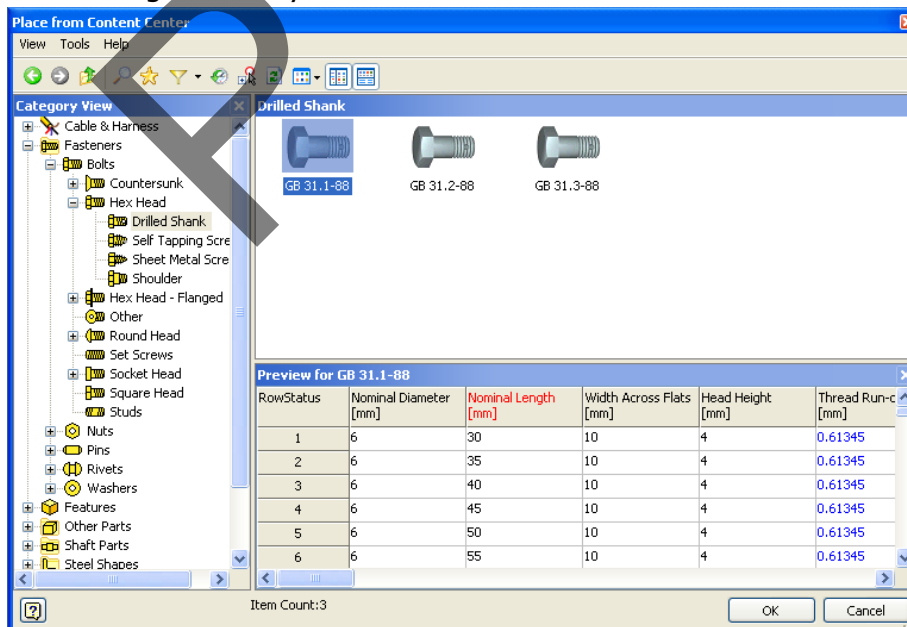 Place from Content Center
View Tools Help
Category View
Cable & Harness
Fasteners
Bolts
Countersunk
Hex Head
Drilled Shank
Self Tapping Scre
Sheet Metal Scre
Shoulder
Hex Head - Flanged
Other
Round Head
Set Screws
Socket Head
Square Head
Studs
Nuts
Pins
Rivets
Washers
Features
Other Parts
Shaft Parts
Steel Shapes
Drilled Shank
GB 31.1-88 GB 31.2-88 GB 31.3-88
Preview for GB 31.1-88
RowStatus Nominal Diameter [mm] Nominal Length [mm] Width Across Flats [mm] Head Height [mm] Thread Run-c [mm]
1 6 30 10 4 0.61345
2 6 35 10 4 0.61345
3 6 40 10 4 0.61345
4 6 45 10 4 0.61345
5 6 50 10 4 0.61345
6 6 55 10 4 0.61345
Item Count:3
OK Cancel